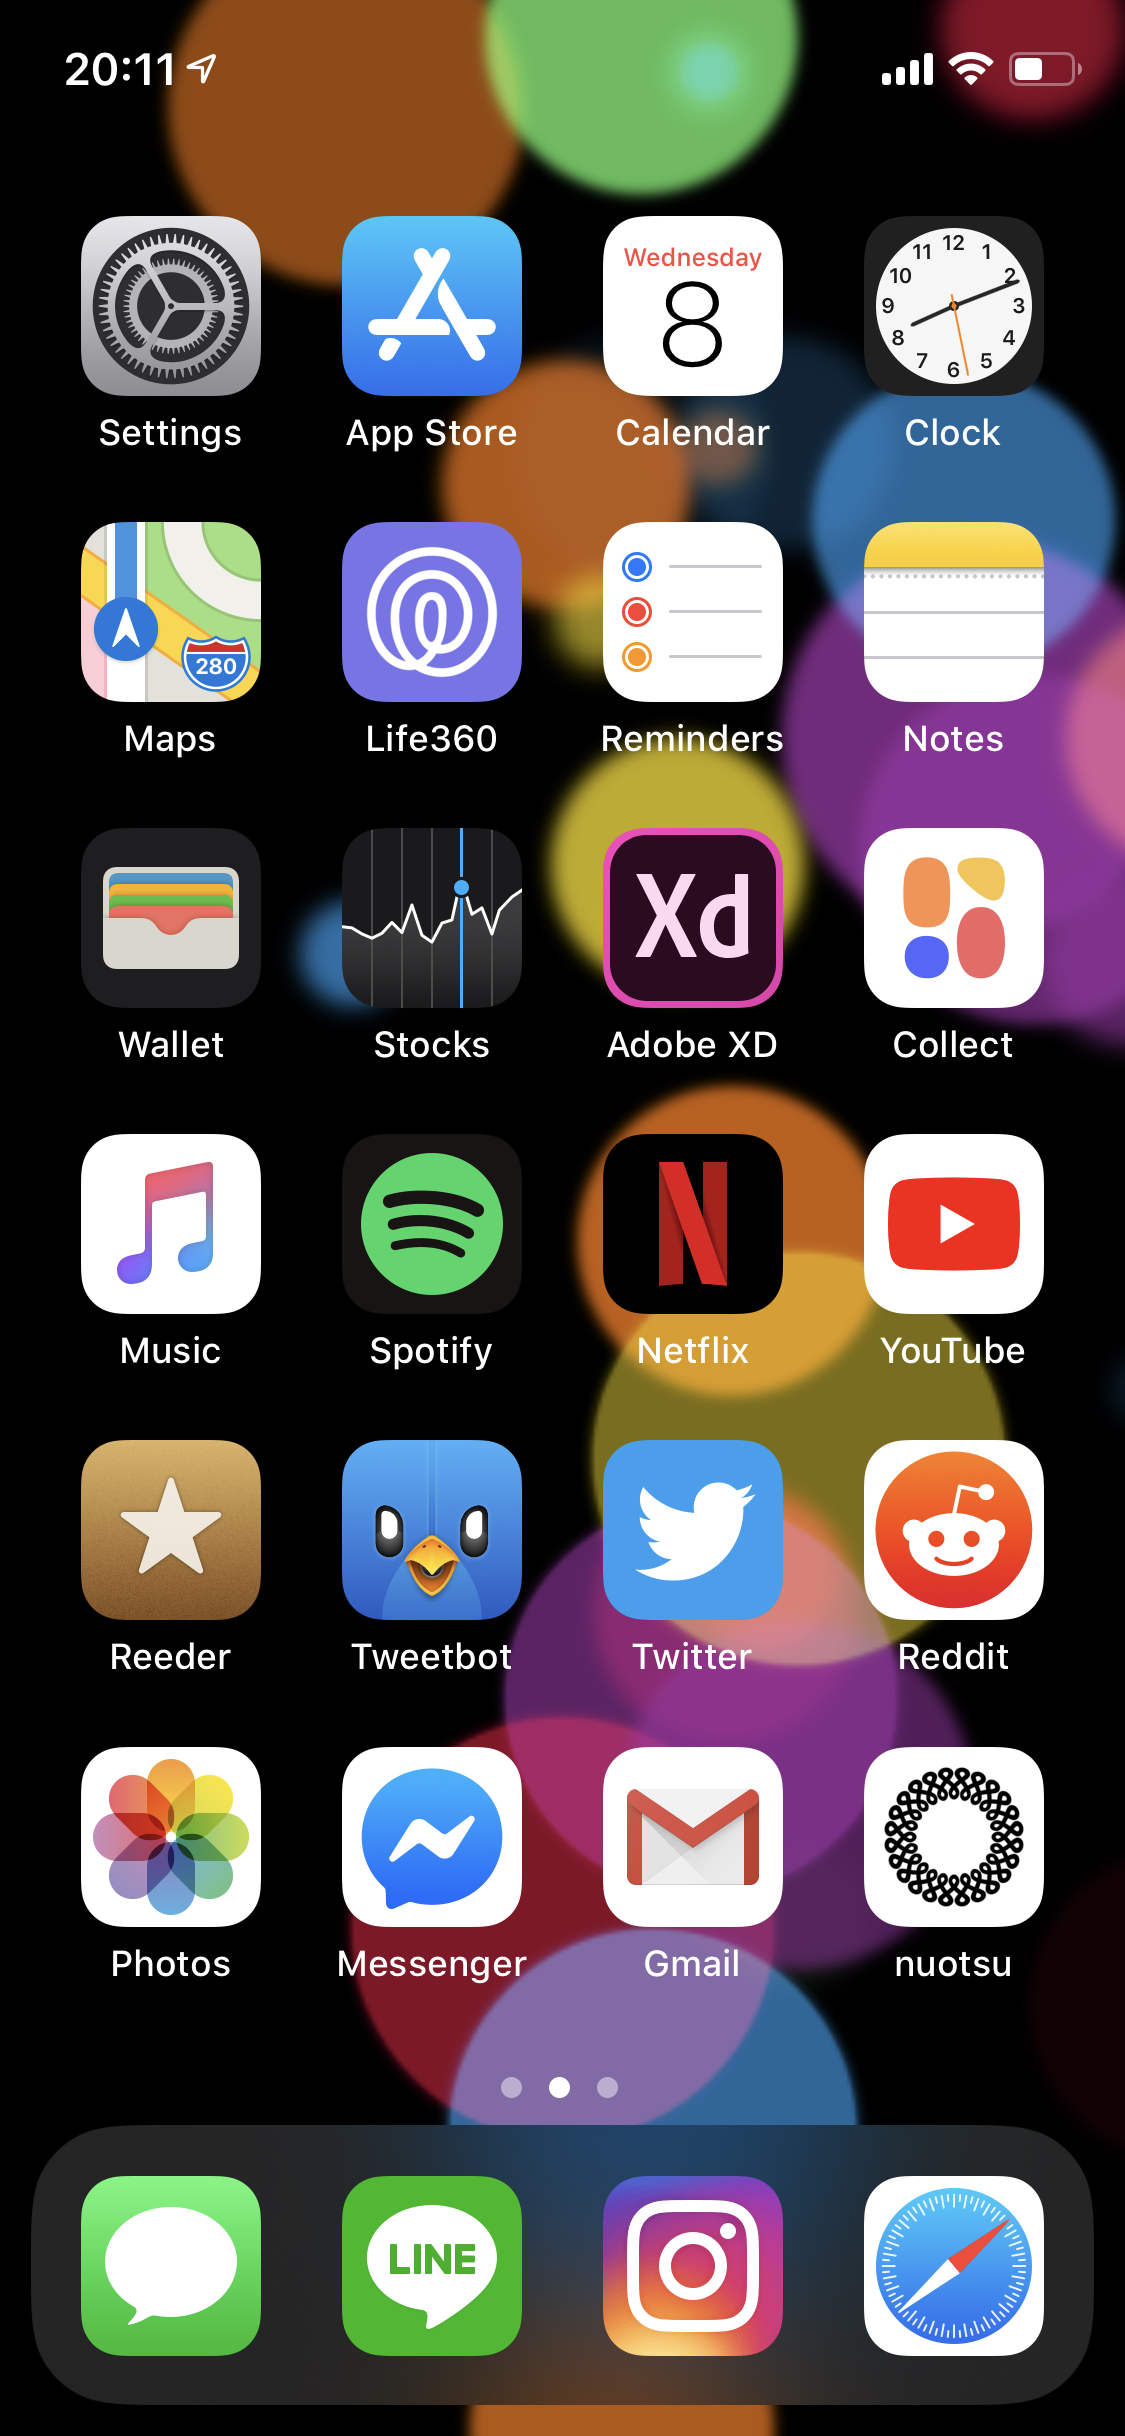 20:11
Wednesday
8
12
11 1
10 2
9 3
8 4
7 5
6
Settings App Store Calendar Clock
280
Maps Life360 Reminders Notes
Xd
Wallet Stocks Adobe XD Collect
Music Spotify Netflix YouTube
Reeder Tweetbot Twitter Reddit
Photos Messenger Gmail nuotsu
LINE